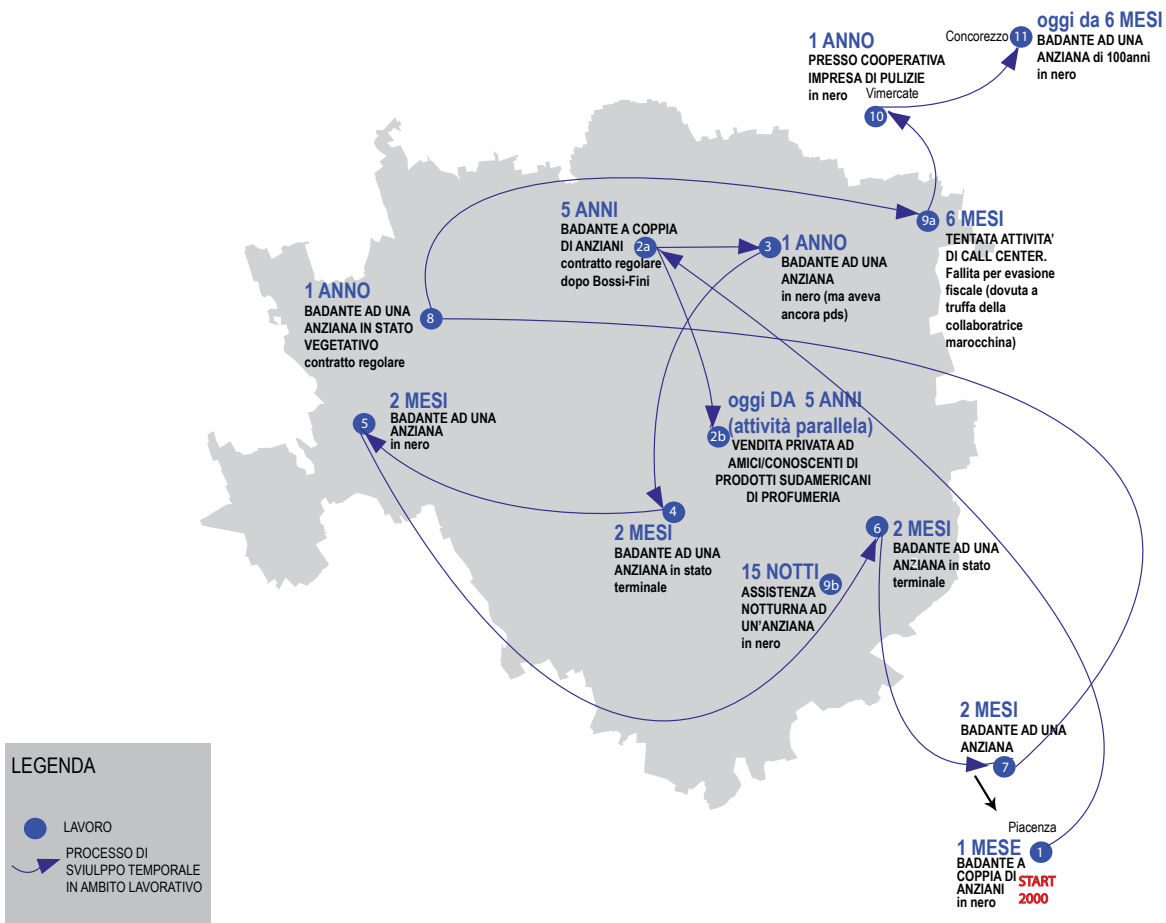 oggi da 6 MESI
Concorezzo
11
BADANTE AD UNA
ANZIANA di 100anni
in nero
1 ANNO
PRESSO COOPERATIVA
IMPRESA DI PULIZIE
in nero
Vimercate
10
5 ANNI
BADANTE A COPPIA
DI ANZIANI
2a
contratto regolare
dopo Bossi-Fini
3
1 ANNO
BADANTE AD UNA
ANZIANA
in nero (ma aveva
ancora pds)
9a
6 MESI
TENTATA ATTIVITA'
DI CALL CENTER.
Fallita per evasione
fiscale (dovuta a
truffa della
collaboratrice
marocchina)
1 ANNO
BADANTE AD UNA
ANZIANA IN STATO
VEGETATIVO
contratto regolare
8
2 MESI
BADANTE AD UNA
ANZIANA
in nero
5
oggi DA 5 ANNI
(attività parallela)
2b
VENDITA PRIVATA AD
AMICI/CONOSCENTI DI
PRODOTTI SUDAMERICANI
DI PROFUMERIA
4
2 MESI
BADANTE AD UNA
ANZIANA in stato
terminale
6
2 MESI
BADANTE AD UNA
ANZIANA in stato
terminale
15 NOTTI
9b
ASSISTENZA
NOTTURNA AD
UN'ANZIANA
in nero
2 MESI
BADANTE AD UNA
ANZIANA
7
Piacenza
1 MESE
1
BADANTE A
COPPIA DI
ANZIANI
in nero
START
2000
LEGENDA
LAVORO
PROCESSO DI
SVIULPPO TEMPORALE
IN AMBITO LAVORATIVO